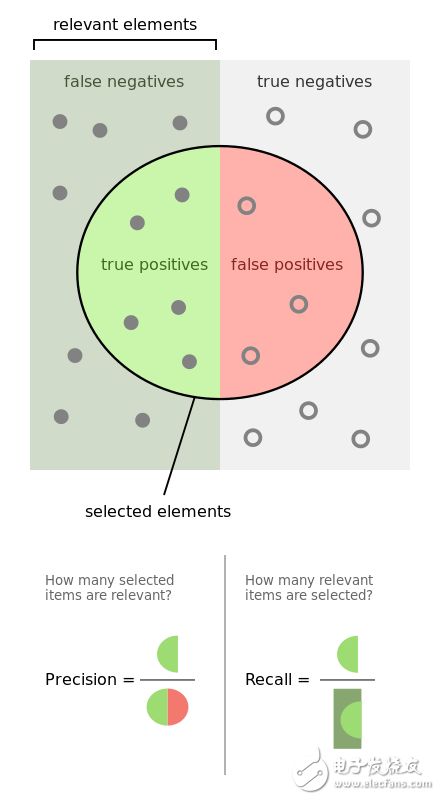 relevant elements
false negatives
true negatives
true positives
false positives
selected elements
How many selected
items are relevant?
How many relevant
items are selected?
Precision =
Recall =
电子发烧友
www.elecfans.com